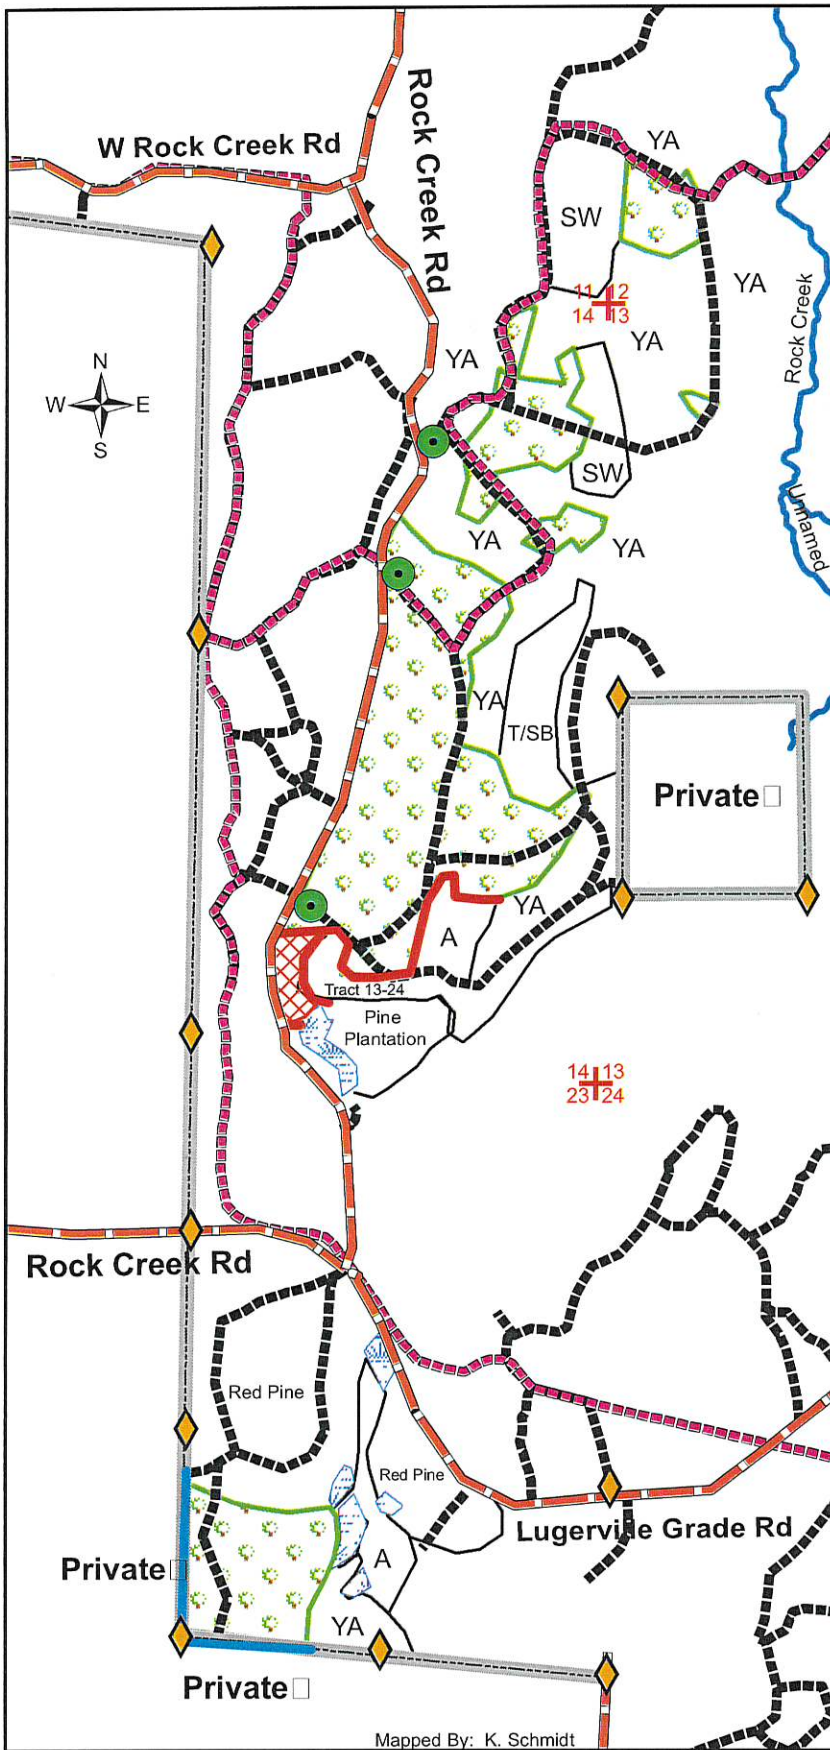 W Rock Creek Rd
Rock Creek Rd
YA
SW
YA
11 12
14 13
YA
Rock Creek
YA
N
W E
S
SW
Unnamed
YA
YA
YA
T/SB
Private
YA
A
Tract 13-24
Pine
Plantation
14 13
23 24
Rock Creek Rd
Red Pine
Red Pine
Lugerville Grade Rd
A
Private
YA
Private
Mapped By: K. Schmidt